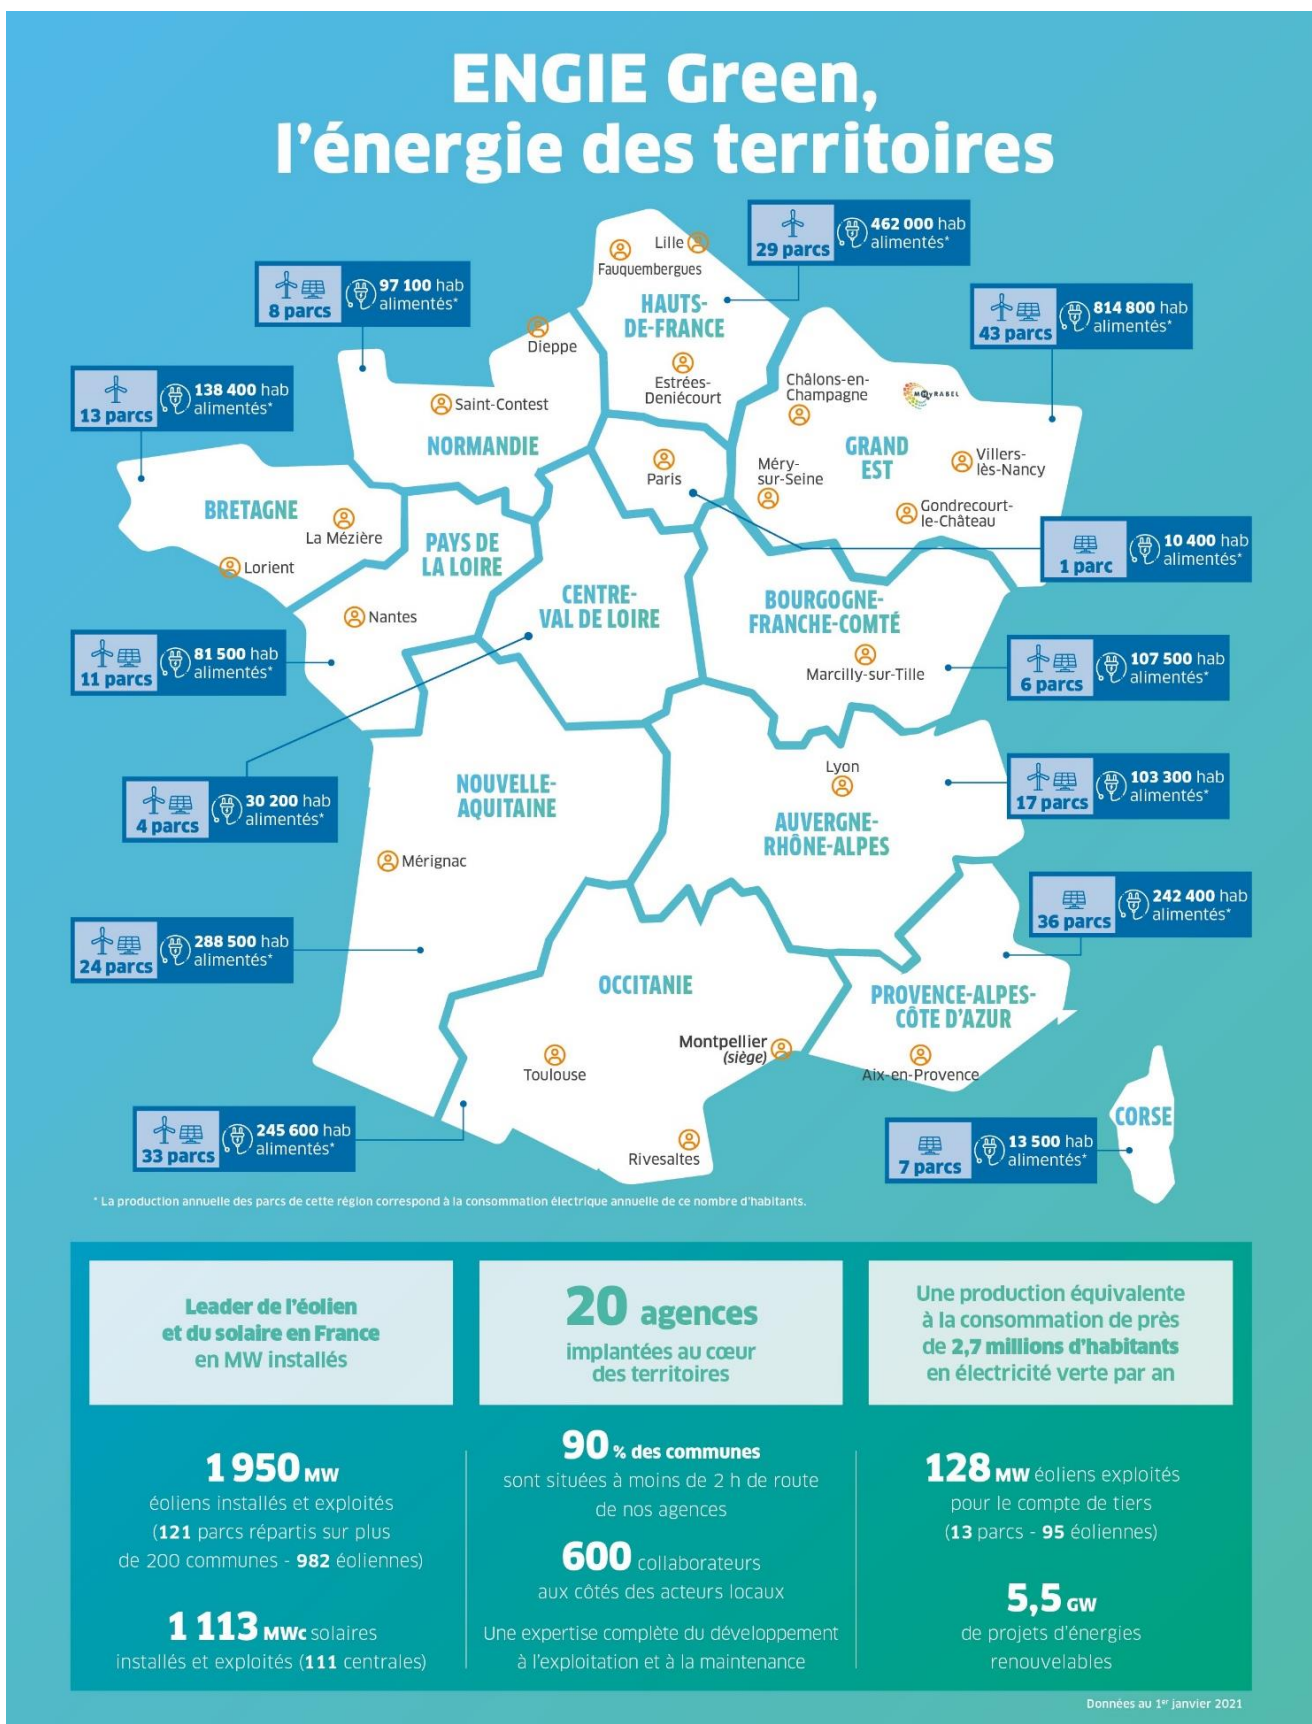 ENGIE Green,
l'énergie des territoires
29 parcs
462 000 hab
alimentés*
Lille
Fauquembergues
HAUTS-
DE-FRANCE
Estrées-
Deniécourt
8 parcs
97 100 hab
alimentés*
43 parcs
814 800 hab
alimentés*
Dieppe
Saint-Contest
NORMANDIE
13 parcs
138 400 hab
alimentés*
Châlons-en-
Champagne
MHyRABEL
GRAND
EST
Villers-
lès-Nancy
Méry-
sur-Seine
Gondrecourt-
le-Château
Paris
BRETAGNE
La Mézière
Lorient
PAYS DE
LA LOIRE
Nantes
1 parc
10 400 hab
alimentés*
CENTRE-
VAL DE LOIRE
BOURGOGNE-
FRANCHE-COMTÉ
Marcilly-sur-Tille
11 parcs
81 500 hab
alimentés*
6 parcs
107 500 hab
alimentés*
4 parcs
30 200 hab
alimentés*
NOUVELLE-
AQUITAINE
Mérignac
Lyon
AUVERGNE-
RHÔNE-ALPES
17 parcs
103 300 hab
alimentés*
36 parcs
242 400 hab
alimentés*
24 parcs
288 500 hab
alimentés*
OCCITANIE
PROVENCE-ALPES-
CÔTE D'AZUR
Montpellier
(siège)
Toulouse
Aix-en-Provence
Rivesaltes
33 parcs
245 600 hab
alimentés*
CORSE
7 parcs
13 500 hab
alimentés*
* La production annuelle des parcs de cette région correspond à la consommation électrique annuelle de ce nombre d'habitants.
Leader de l'éolien
et du solaire en France
en MW installés
1 950 MW
éoliens installés et exploités
(121 parcs répartis sur plus
de 200 communes - 982 éoliennes)
1 113 MWc solaires
installés et exploités (111 centrales)
20 agences
implantées au cœur
des territoires
90 % des communes
sont situées à moins de 2 h de route
de nos agences
600 collaborateurs
aux côtés des acteurs locaux
Une expertise complète du développement
à l'exploitation et à la maintenance
Une production équivalente
à la consommation de près
de 2,7 millions d'habitants
en électricité verte par an
128 MW éoliens exploités
pour le compte de tiers
(13 parcs - 95 éoliennes)
5,5 GW
de projets d'énergies
renouvelables
Données au 1er janvier 2021